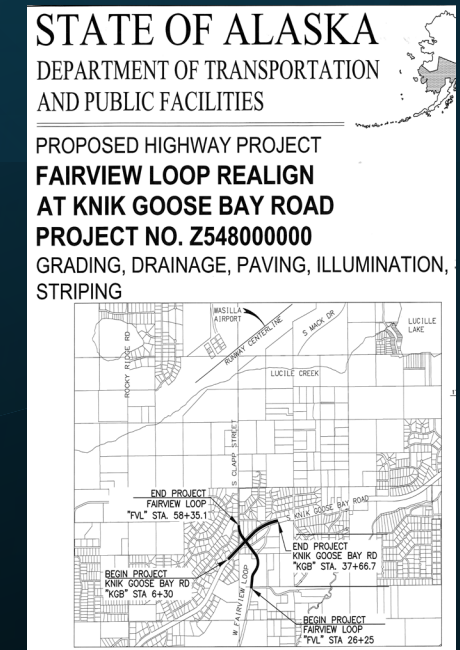 STATE OF ALASKA
DEPARTMENT OF TRANSPORTATION
AND PUBLIC FACILITIES
PROPOSED HIGHWAY PROJECT
FAIRVIEW LOOP REALIGN
AT KNIK GOOSE BAY ROAD
PROJECT NO. Z548000000
GRADING, DRAINAGE, PAVING, ILLUMINATION,
STRIPING
WASILLA
AIRPORT
RUNWAY CENTERLINE
S MACK DR
LUCILLE
LAKE
ROCKY RIDGE RD
LUCILE CREEK
S CLAPP STREET
END PROJECT
FAIRVIEW LOOP
"FVL" STA. 58+35.1
S KNIK GOOSE BAY ROAD
END PROJECT
KNIK GOOSE BAY RD
"KGB" STA. 37+66.7
BEGIN PROJECT
KNIK GOOSE BAY RD
"KGB" STA 6+30
W FAIRVIEW LOOP
BEGIN PROJECT
FAIRVIEW LOOP
"FVL" STA 26+25